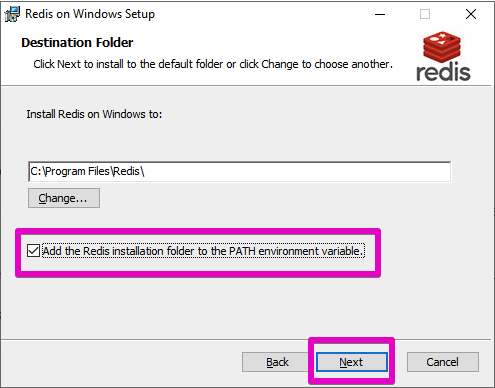 Redis on Windows Setup
Destination Folder
Click Next to install to the default folder or click Change to choose another.
redis
Install Redis on Windows to:
C:\Program Files\Redis\
Change...
Add the Redis installation folder to the PATH environment variable.
Back Next Cancel